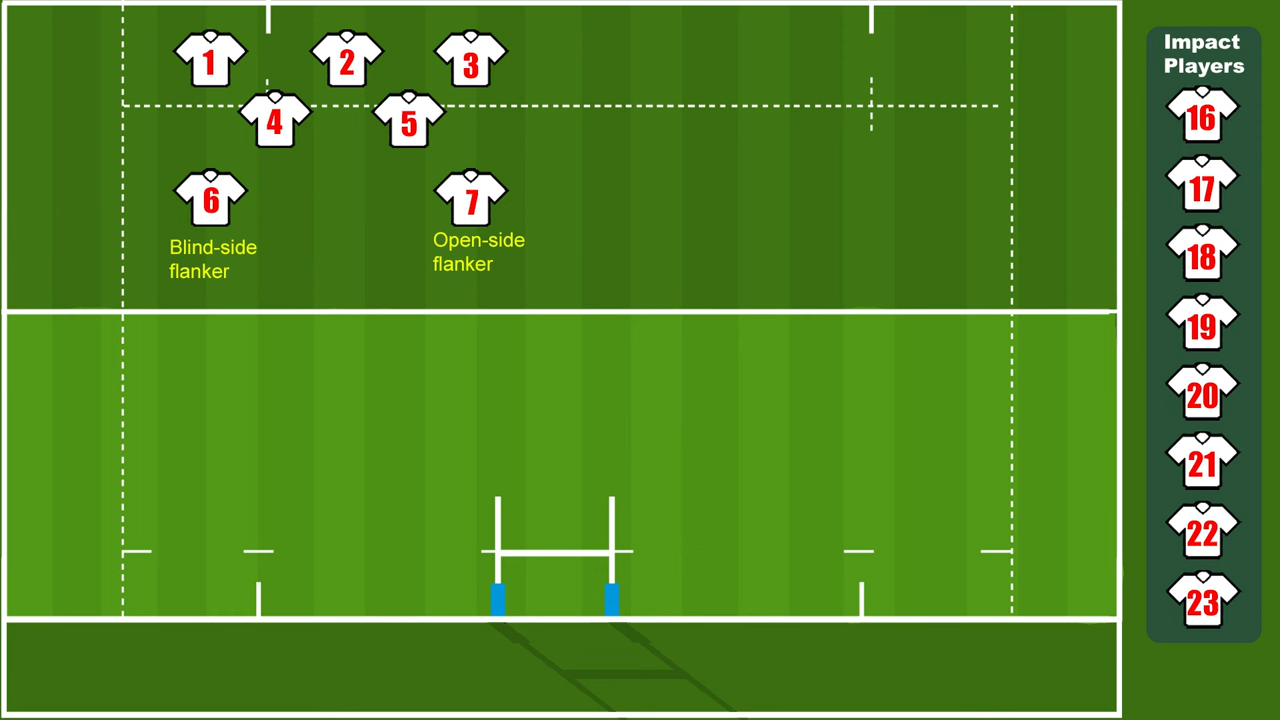 1 2 3
4 5
6 7
Blind-side
flanker
Open-side
flanker
Impact
Players
16
17
18
19
20
21
22
23